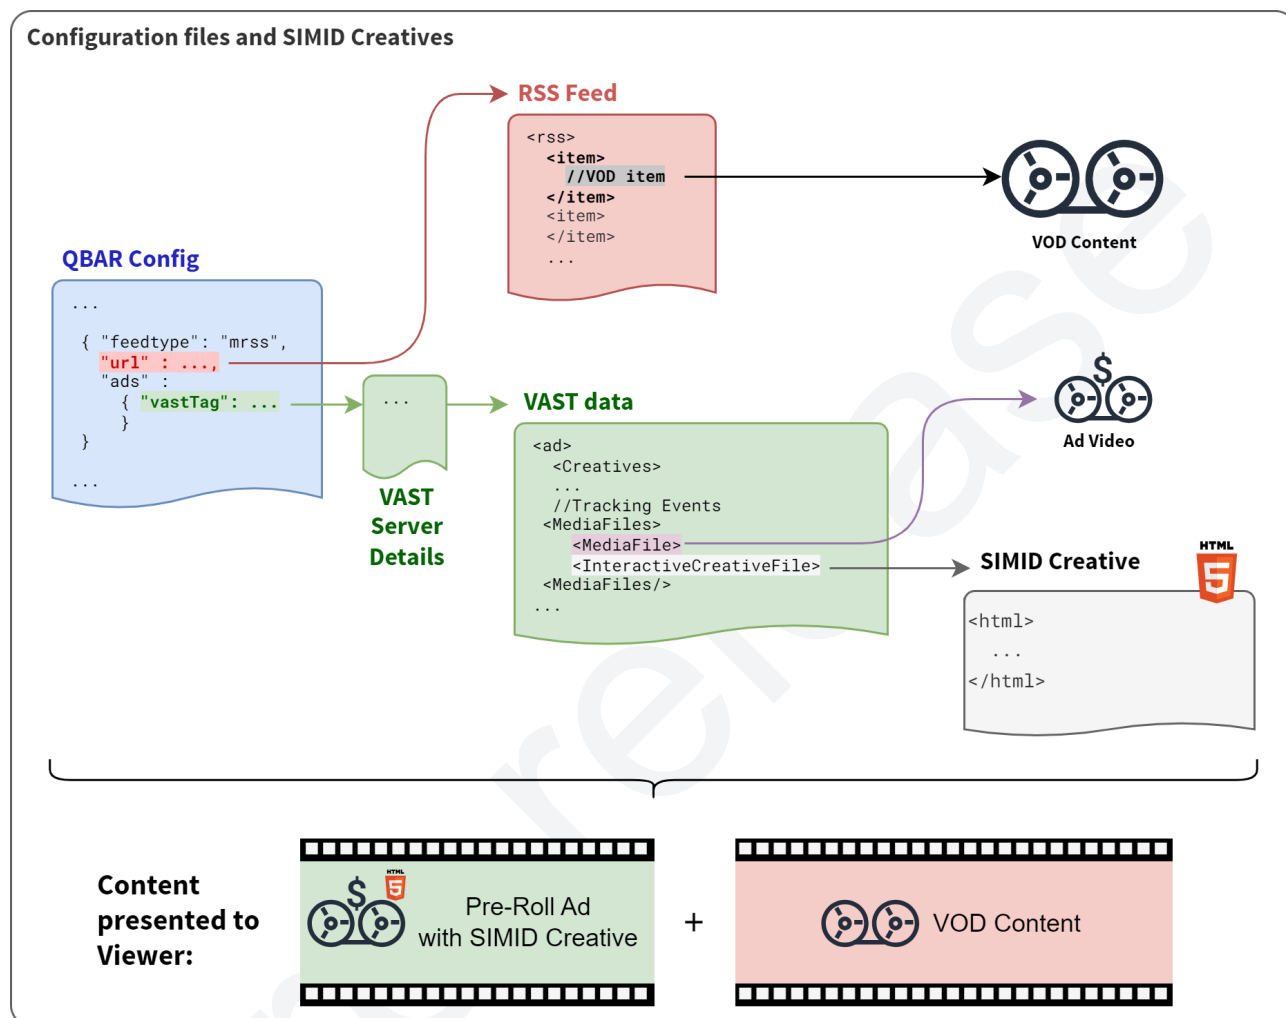 Configuration files and SIMID Creatives
RSS Feed
<rss>
<item>
//VOD item
</item>
<item>
</item>
...
VOD Content
QBAR Config
...
{ "feedtype": "mrss",
"url" : ...,
"ads" :
{ "vastTag": ...
}
}
...
...
VAST
Server
Details
VAST data
<ad>
<Creatives>
...
//Tracking Events
<MediaFiles>
<MediaFile>
<InteractiveCreativeFile>
<MediaFiles/>
...
$
Ad Video
SIMID Creative
HTML
5
<html>
...
</html>
Content
presented to
Viewer:
$
HTML
5
Pre-Roll Ad
with SIMID Creative
+
VOD Content
release